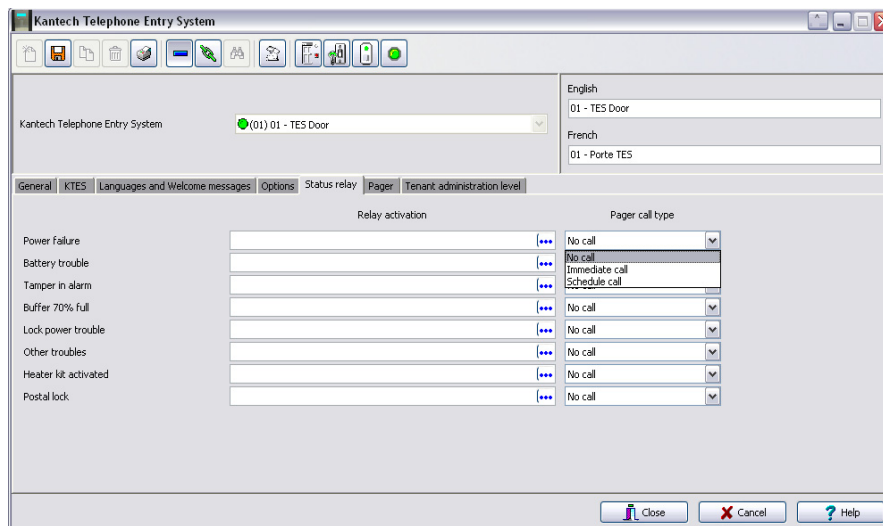 Kantech Telephone Entry System
English
Kantech Telephone Entry System
(01) 01 - TES Door
01 - TES Door
French
01 - Porte TES
General KTES Languages and Welcome messages Options Status relay Pager Tenant administration level
Relay activation Pager call type
Power failure No call
No call
Battery trouble
Immediate call
Schedule call
Tamper in alarm
Buffer 70% full No call
Lock power trouble No call
Other troubles No call
Heater kit activated No call
Postal lock No call
Close Cancel ? Help